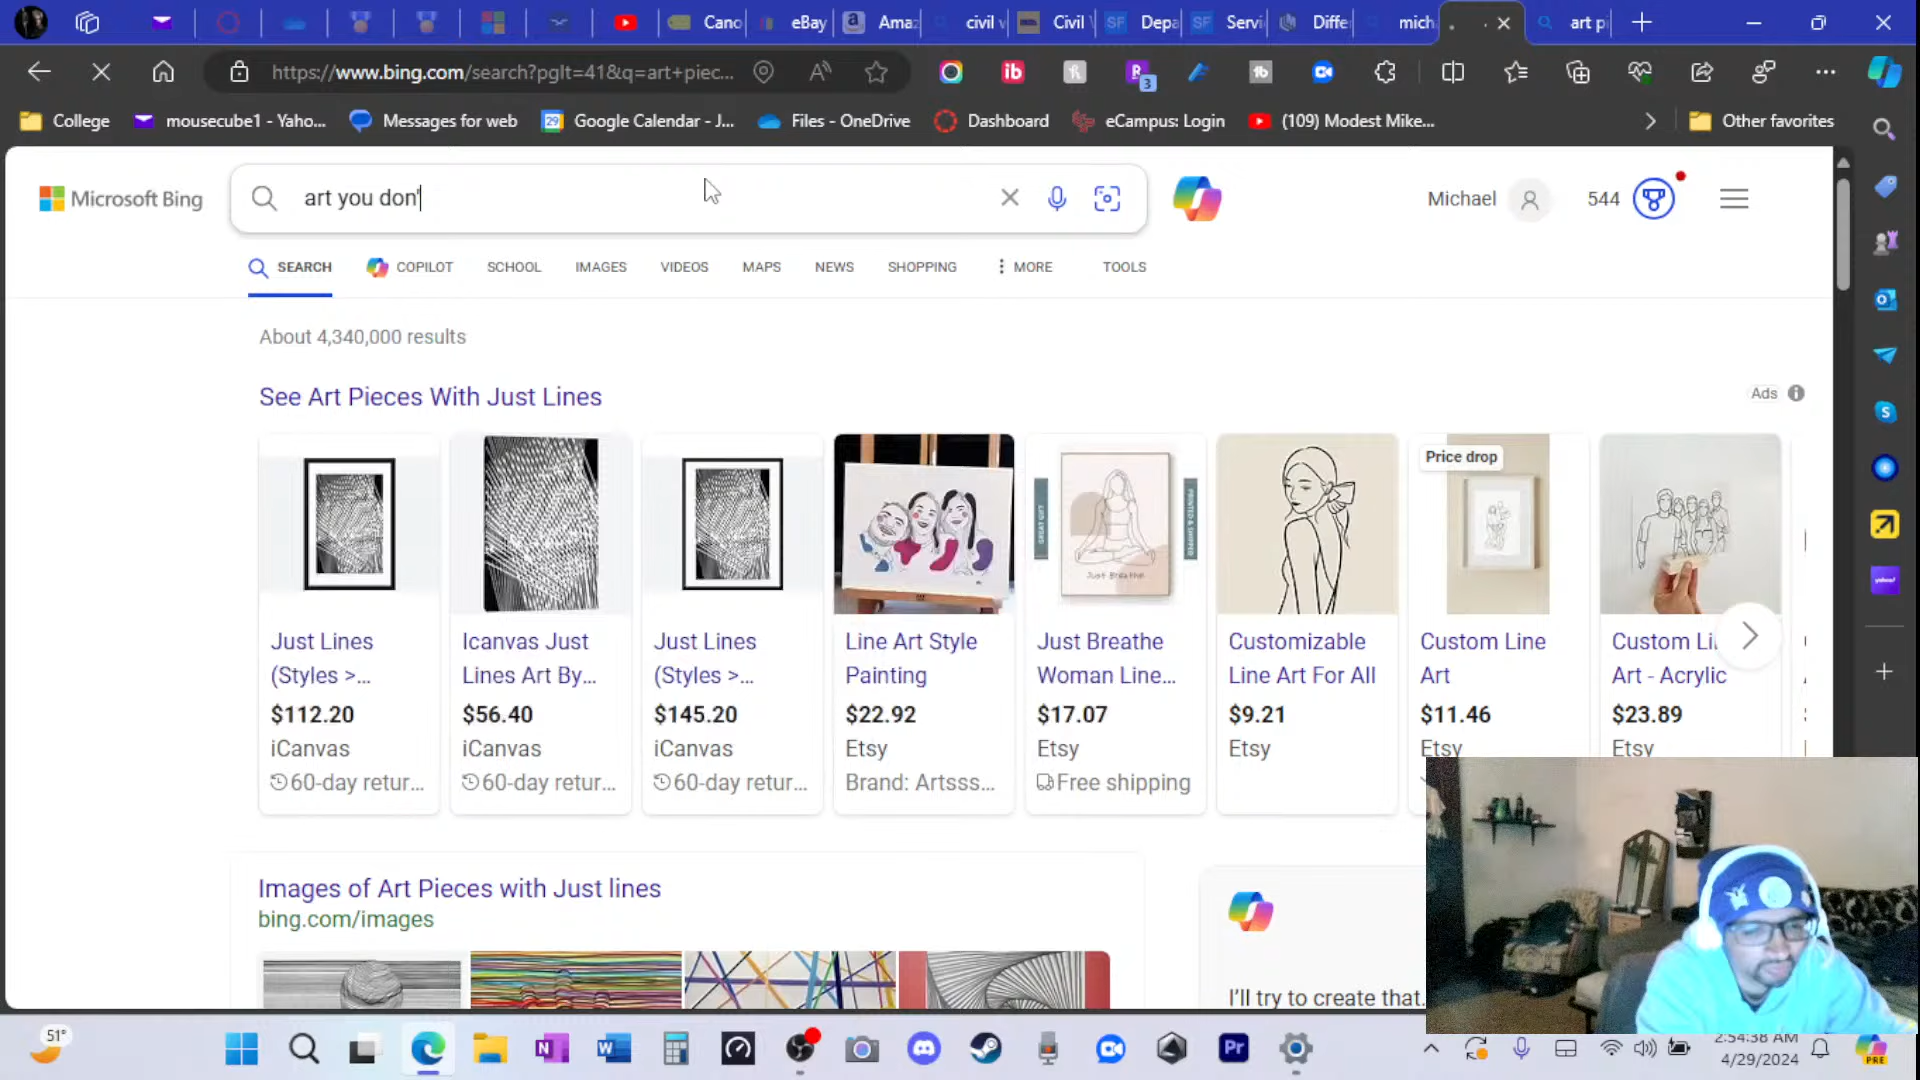 Cano
eBay
Ama
civil v
Civil \
Depa
Servi
Diffe
mich
art pi
https://www.bing.com/search?pglt=41&q=art+piec...
3
College
mousecube1 - Yaho...
Messages for web
Google Calendar - J...
Files - OneDrive
Dashboard
eCampus: Login
(109) Modest Mike...
Other favorites
Microsoft Bing
art you don'
Michael
544
SEARCH
COPILOT
SCHOOL
IMAGES
VIDEOS
MAPS
NEWS
SHOPPING
MORE
TOOLS
About 4,340,000 results
See Art Pieces With Just Lines
Ads
Price drop
Just Breathe
Just Lines
(Styles >...
$112.20
iCanvas
60-day retur...
Icanvas Just
Lines Art By...
$56.40
iCanvas
60-day retur...
Just Lines
(Styles >...
$145.20
iCanvas
60-day retur...
Line Art Style
Painting
$22.92
Etsy
Brand: Artsss...
Just Breathe
Woman Line...
$17.07
Etsy
Free shipping
Customizable
Line Art For All
$9.21
Etsy
Custom Line
Art
$11.46
Etsy
Custom Li
Art - Acrylic
$23.89
Etsy
Images of Art Pieces with Just lines
bing.com/images
I'll try to create that.
51°
2:54:38 AM
4/29/2024